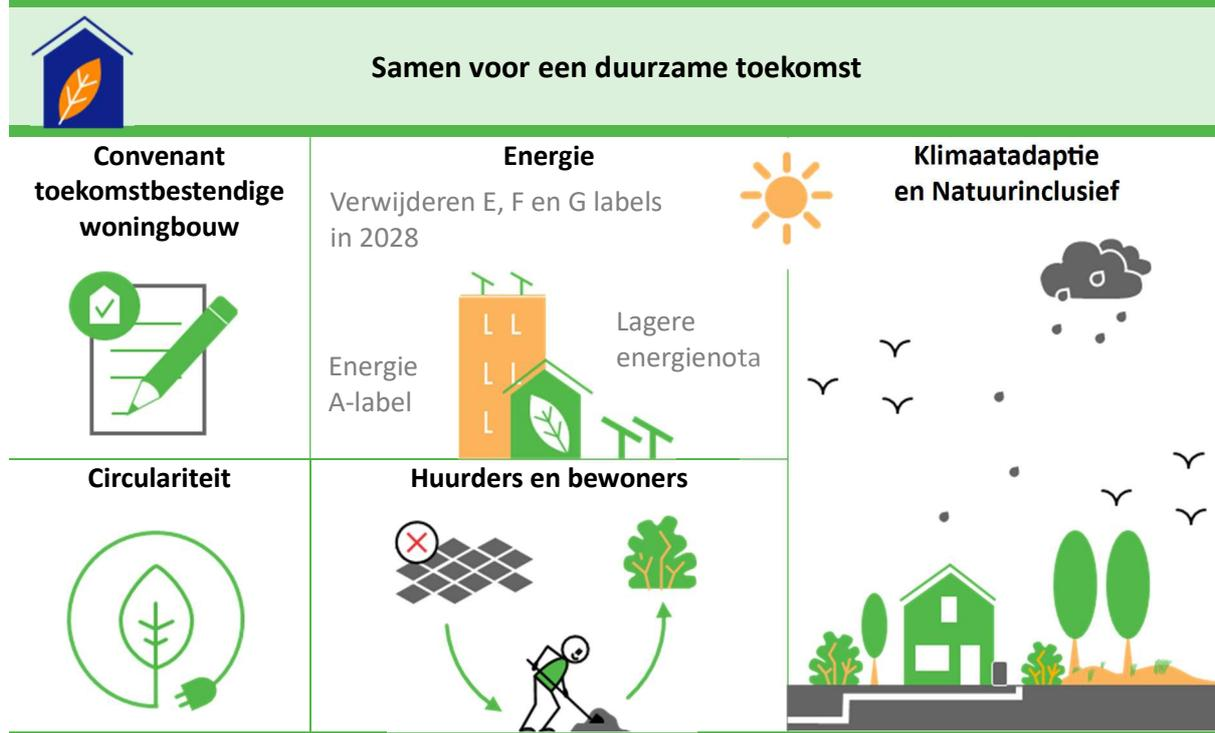 Samen voor een duurzame toekomst
Convenant
toekomstbestendige
woningbouw
Energie
Verwijderen E, F en G labels
in 2028
Energie
A-label
Lagere
energienota
Klimaatadaptie
en Natuurinclusief
Circulariteit
Huurders en bewoners